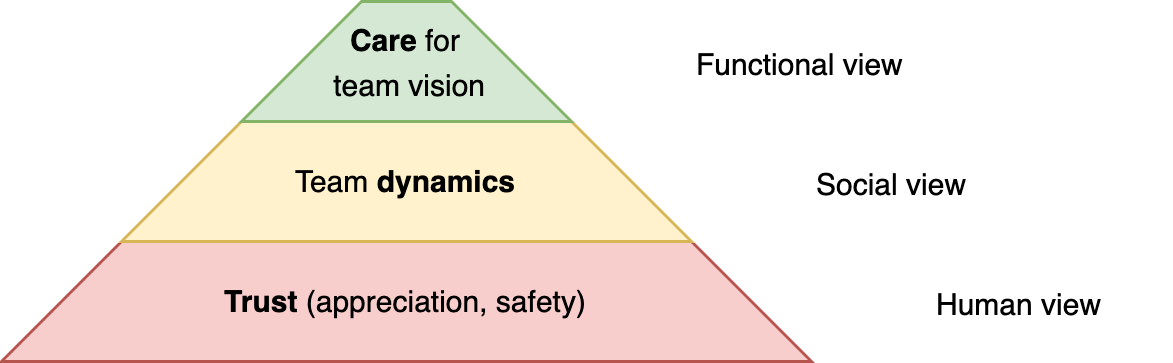 Care for
team vision
Functional view
Team dynamics
Social view
Trust (appreciation, safety)
Human view